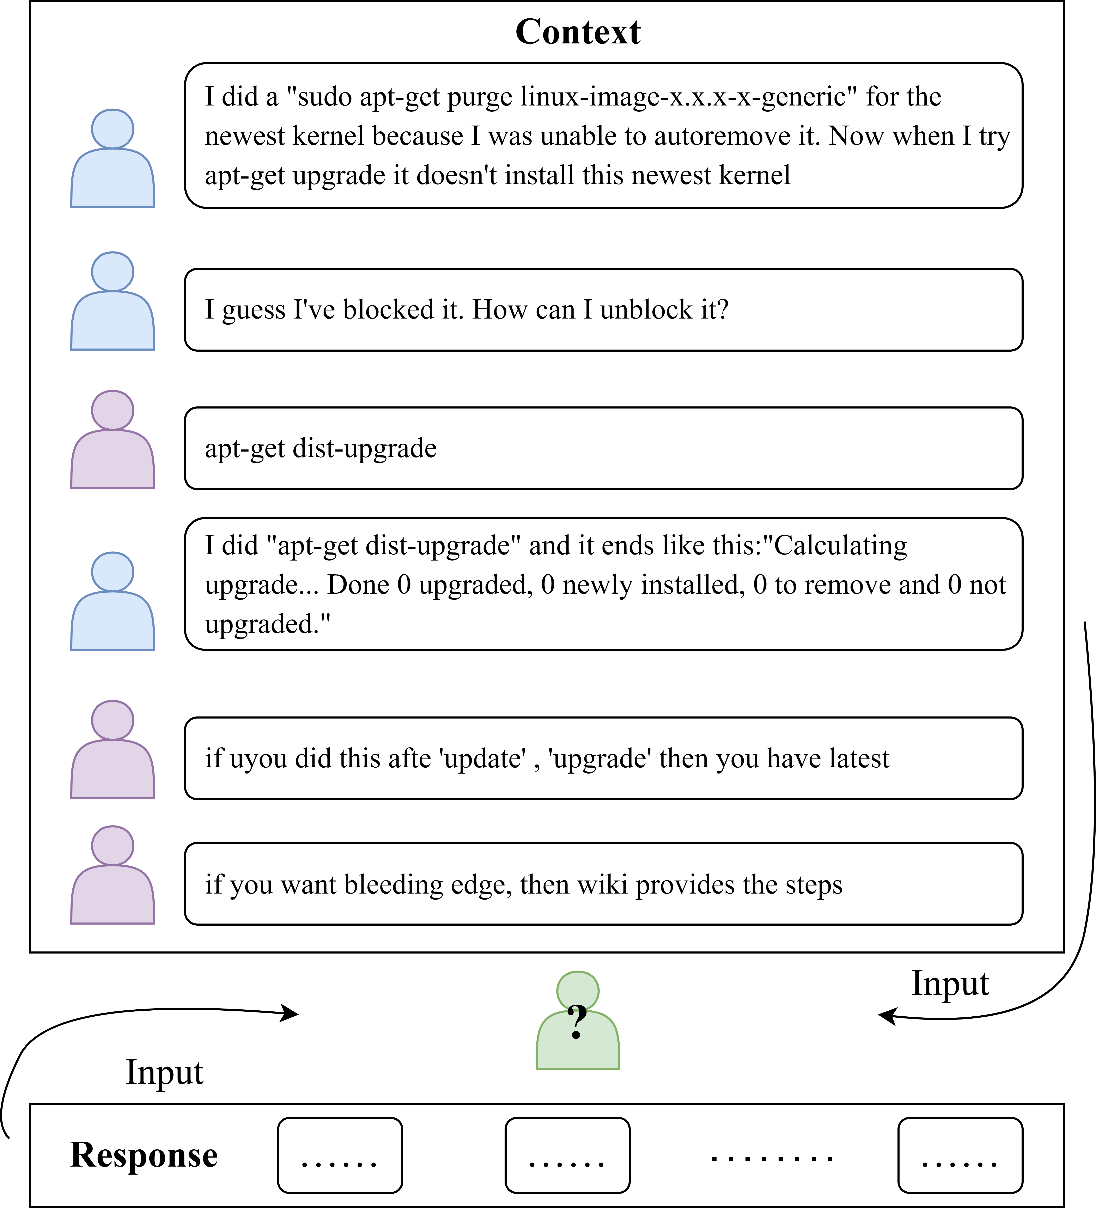 Context
I did a "sudo apt-get purge linux-image-x.x.x-x-generic" for the
newest kernel because I was unable to autoremove it. Now when I try
apt-get upgrade it doesn't install this newest kernel
I guess I've blocked it. How can I unblock it?
apt-get dist-upgrade
I did "apt-get dist-upgrade" and it ends like this:"Calculating
upgrade... Done 0 upgraded, 0 newly installed, 0 to remove and 0 not
upgraded."
if uyou did this afte 'update' , 'upgrade' then you have latest
if you want bleeding edge, then wiki provides the steps
Input
?
Input
Response ...... ...... ........ ......